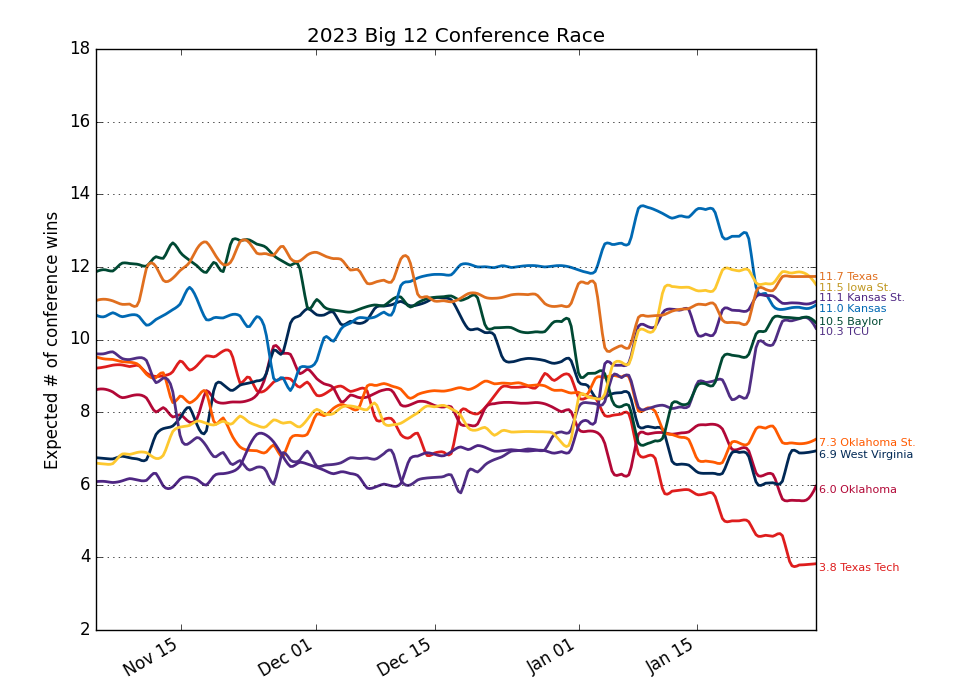 2023 Big 12 Conference Race
Expected # of conference wins
18
16
14
12
10
8
6
4
2
11.7 Texas
11.5 Iowa St.
11.1 Kansas St.
11.0 Kansas
10.5 Baylor
10.3 TCU
7.3 Oklahoma St.
6.9 West Virginia
6.0 Oklahoma
3.8 Texas Tech
Nov 15
Dec 01
Dec 15
Jan 01
Jan 15